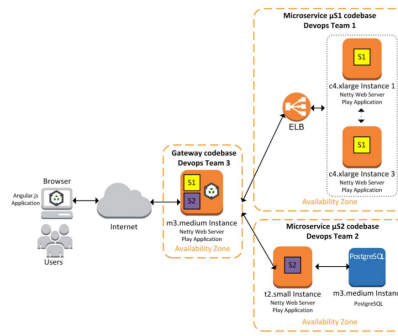 Microservice µS1 codebase
Devops Team 1
S1
c4.xlarge Instance 1
Netty Web Server
Play Application
ELB
S1
c4.xlarge Instance 3
Netty Web Server
Play Application
Availability Zone
Gateway codebase
Devops Team 3
S1
S2
m3.medium Instance
Netty Web Server
Play Application
Availability Zone
Browser
Angular.js
Application
Internet
Users
Microservice µS2 codebase
Devops Team 2
S2
t2.small Instance
Netty Web Server
Play Application
PostgreSQL
m3.medium Instanc
PostgreSQL
Availability Zone